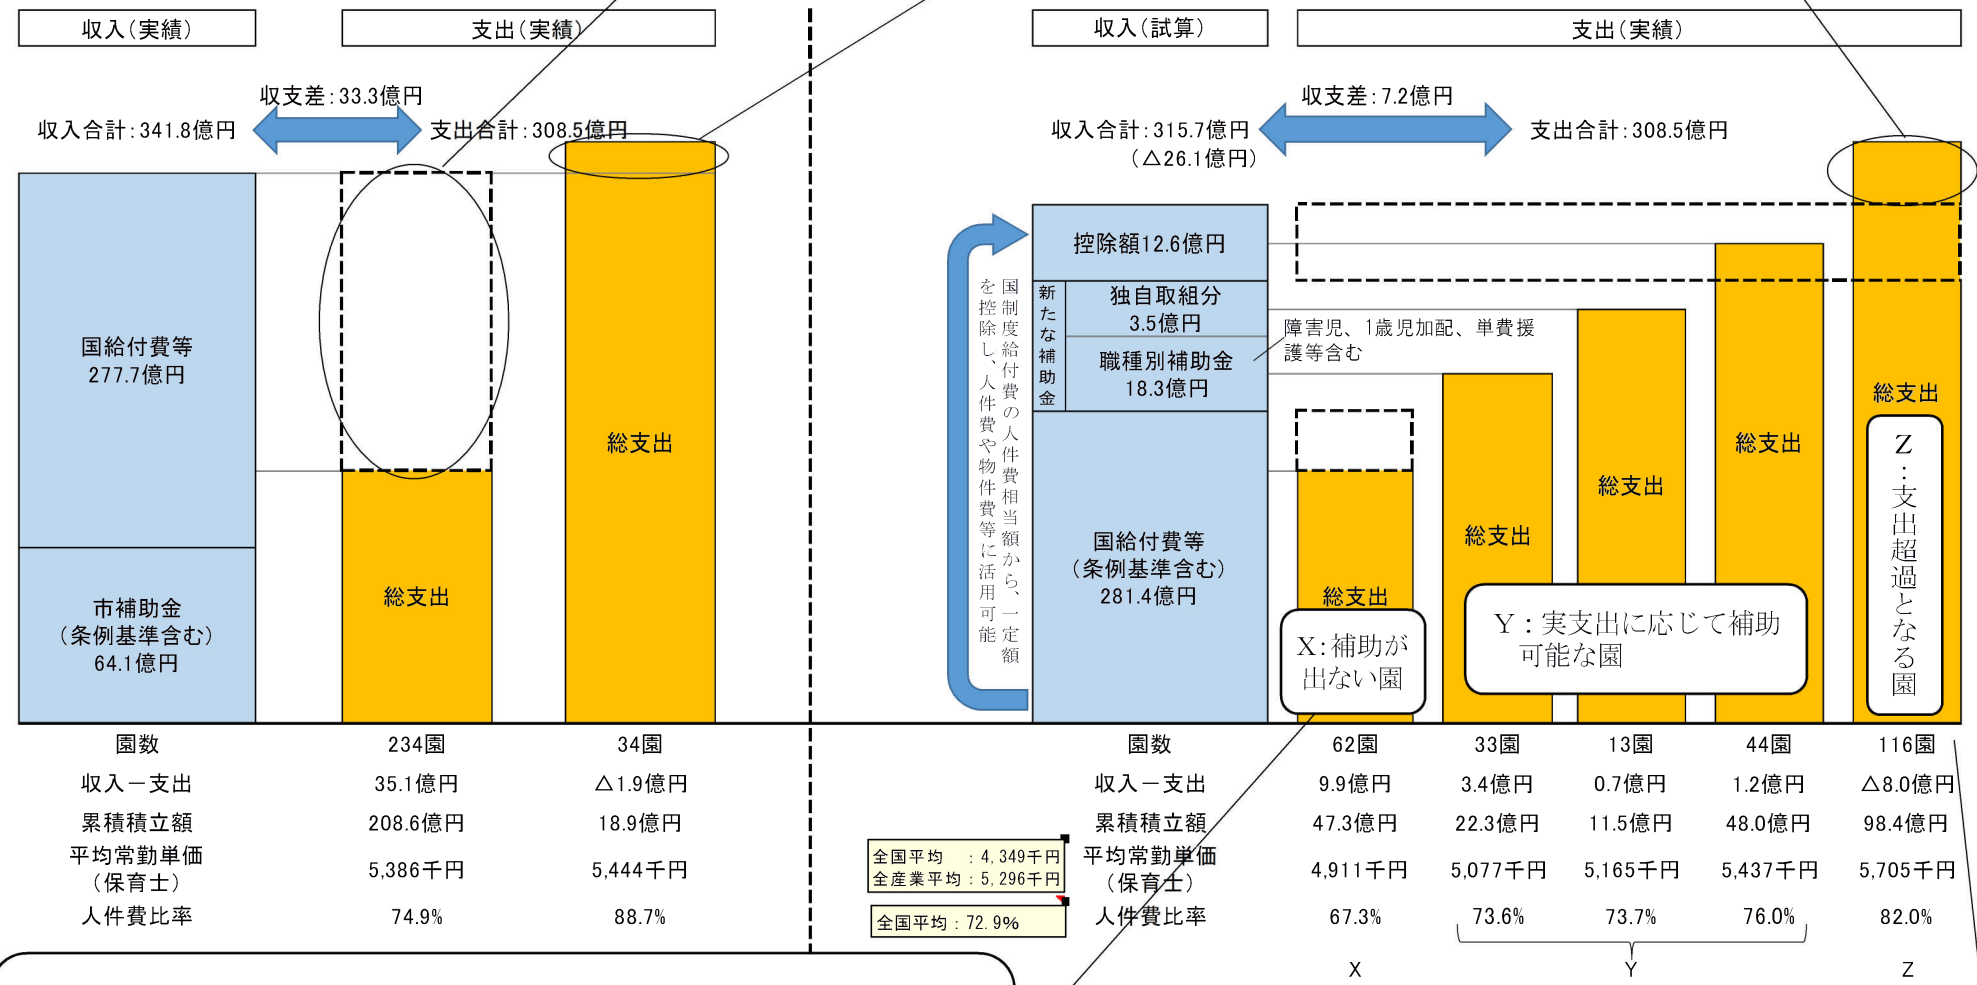 収入（実績）
支出（実績）
収支差：33.3億円
収入合計：341.8億円
支出合計：308.5億円
国給付費等
277.7億円
市補助金
（条例基準含む）
64.1億円
総支出
総支出
園数 234園 34園
収入－支出 35.1億円 △1.9億円
累積積立額 208.6億円 18.9億円
平均常勤単価
（保育士） 5,386千円 5,444千円
人件費比率 74.9% 88.7%
収入（試算）
支出（実績）
収支差：7.2億円
収入合計：315.7億円
（△26.1億円）
支出合計：308.5億円
国制度給付費の人件費相当額から、一定額
を控除し、人件費や物件費等に活用可能
控除額12.6億円
新たな補助金
独自取組分
3.5億円
職種別補助金
18.3億円
障害児、1歳児加配、単費援
護等含む
国給付費等
（条例基準含む）
281.4億円
総支出
総支出
総支出
総支出
総支出
X：補助が
出ない園
Y：実支出に応じて補助
可能な園
Z：支出超過となる園
園数 62園 33園 13園 44園 116園
収入－支出 9.9億円 3.4億円 0.7億円 1.2億円 △8.0億円
累積積立額 47.3億円 22.3億円 11.5億円 48.0億円 98.4億円
全国平均 ：4,349千円
全産業平均：5,296千円
平均常勤単価
（保育士） 4,911千円 5,077千円 5,165千円 5,437千円 5,705千円
全国平均：72.9%
人件費比率 67.3% 73.6% 73.7% 76.0% 82.0%
X Y Z